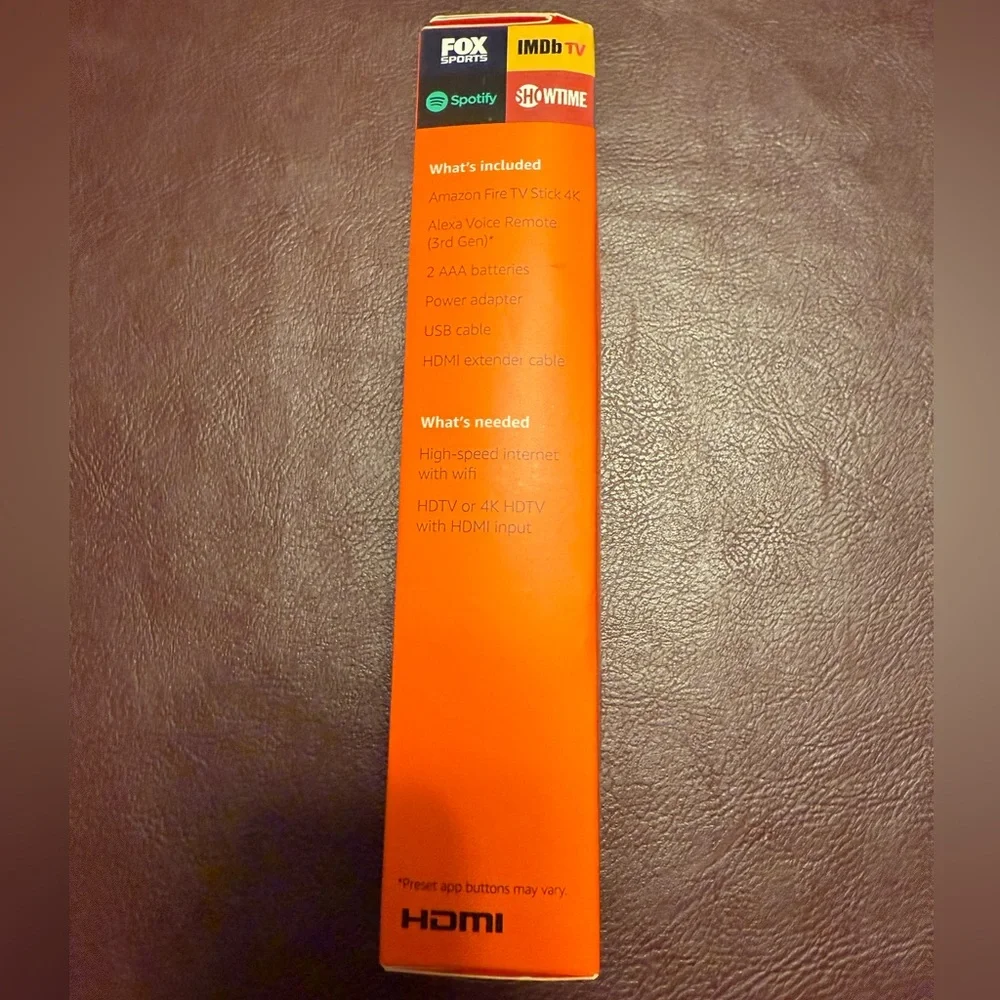 FOX
SPORTS
IMDb TV
Spotify
SHOWTIME
What's included
Amazon Fire TV Stick 4K
Alexa Voice Remote
(3rd Gen)*
2 AAA batteries
Power adapter
USB cable
HDMI extender cable
What's needed
High-speed internet
with wifi
HDTV or 4K HDTV
with HDMI input
*Preset app buttons may vary.
HDMI